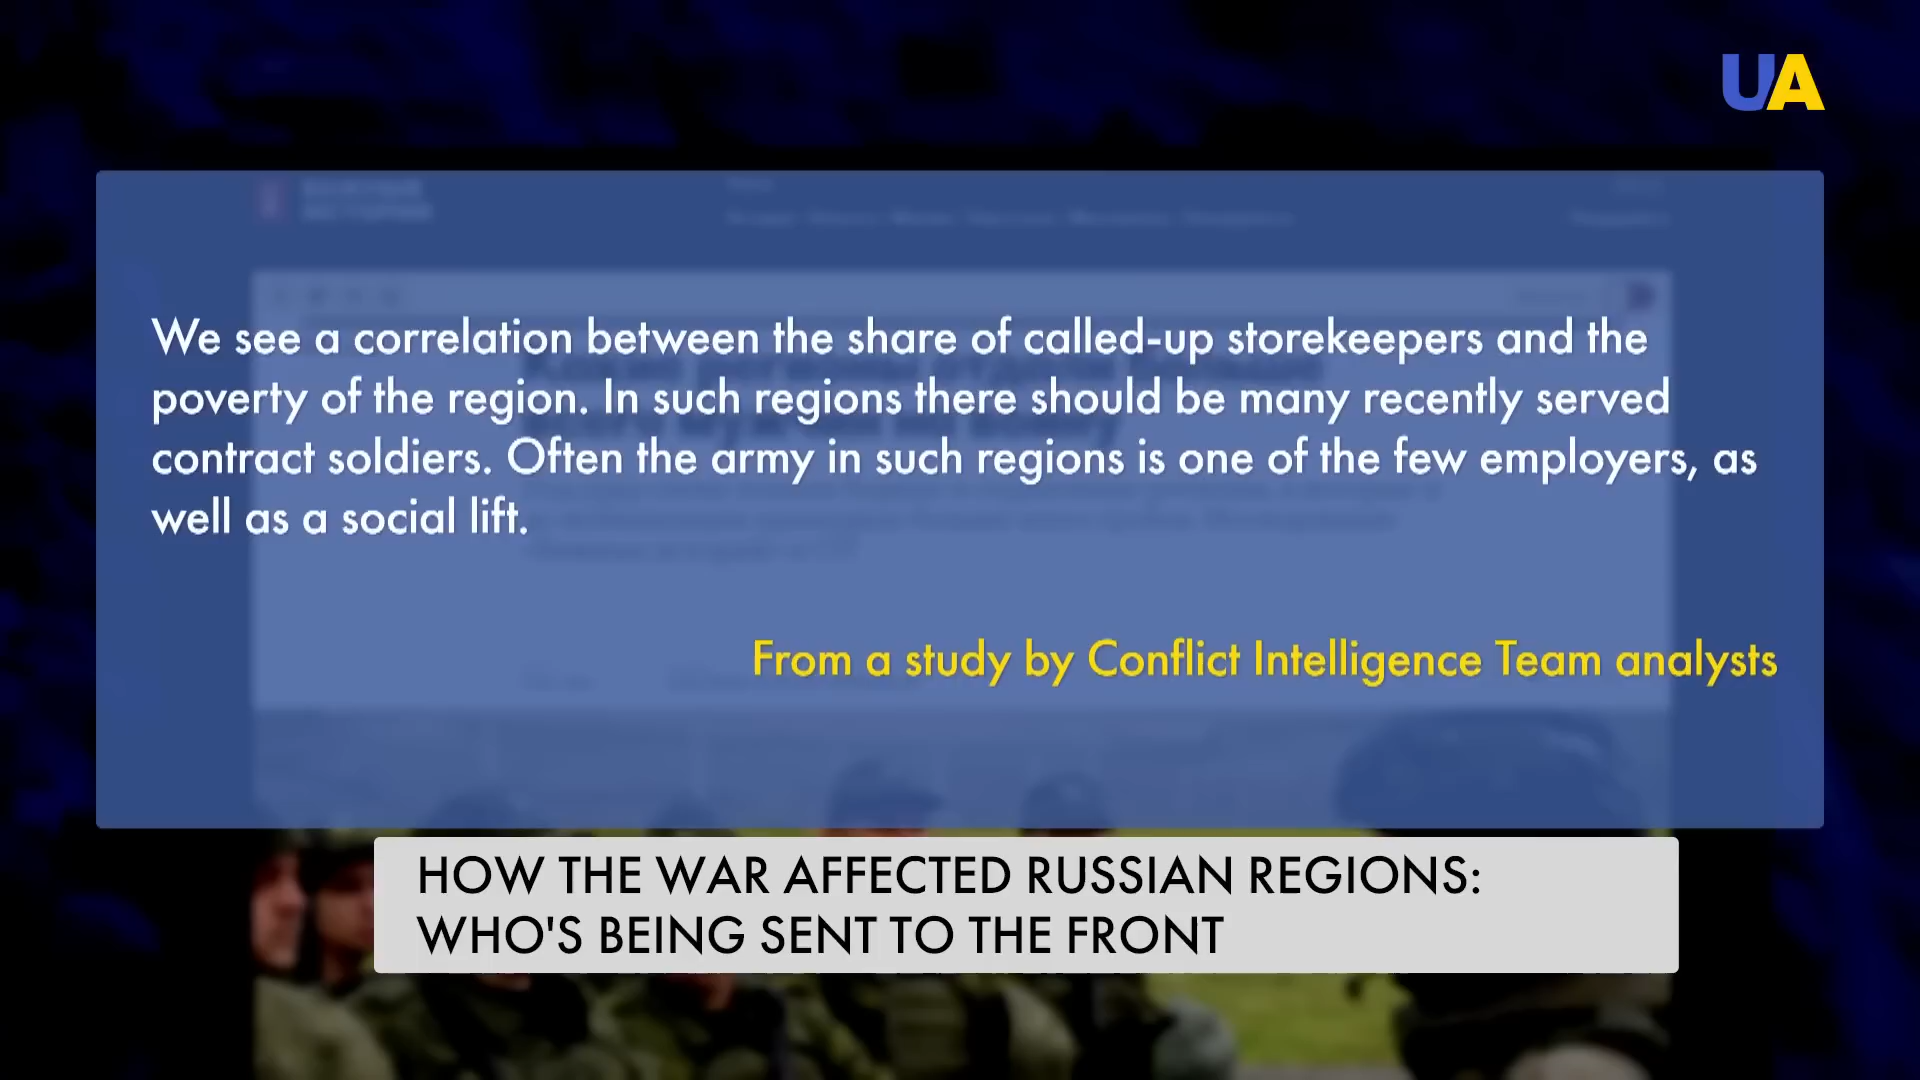 UA
We see a correlation between the share of called-up storekeepers and the
poverty of the region. In such regions there should be many recently served
contract soldiers. Often the army in such regions is one of the few employers, as
well as a social lift.
From a study by Conflict Intelligence Team analysts
HOW THE WAR AFFECTED RUSSIAN REGIONS:
WHO'S BEING SENT TO THE FRONT